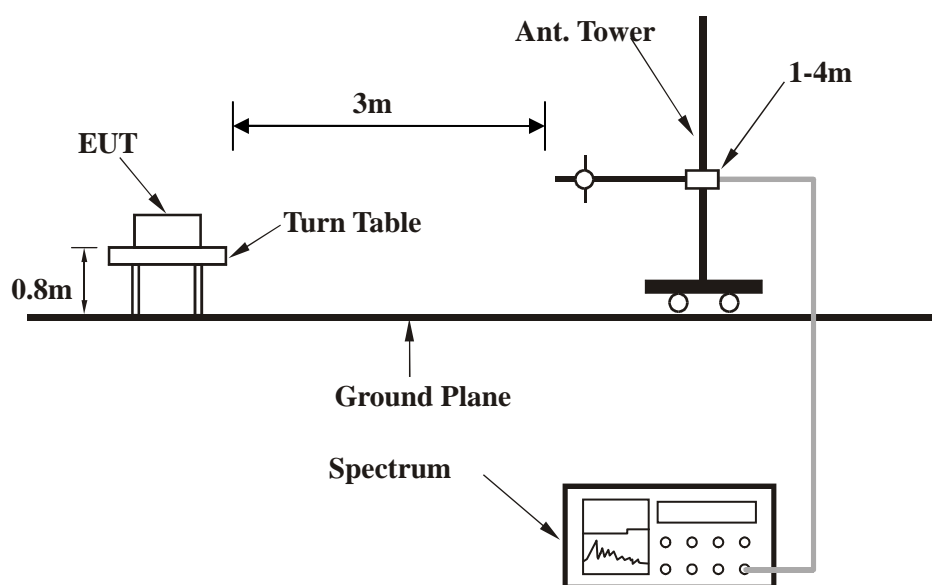 Ant. Tower
1-4m
3m
EUT
Turn Table
0.8m
Ground Plane
Spectrum